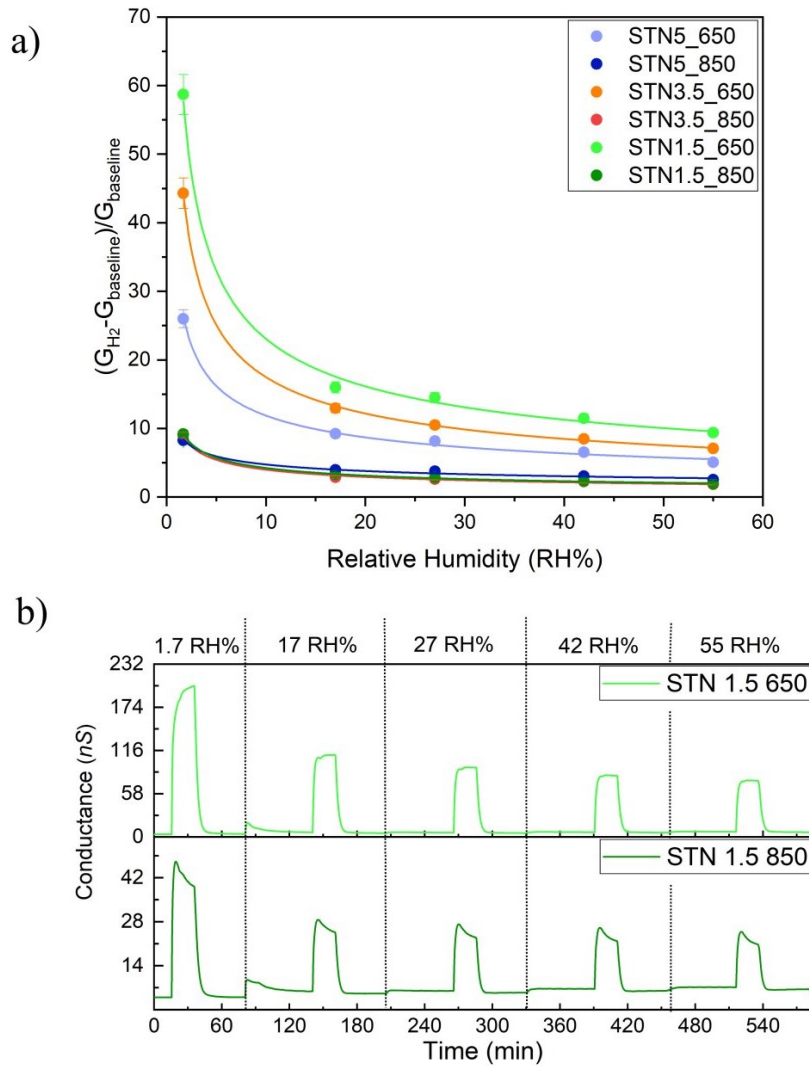 a)
70
60
50
40
30
20
10
0
(G_H2-G_baseline)/G_baseline
STN5_650
STN5_850
STN3.5_650
STN3.5_850
STN1.5_650
STN1.5_850
0 10 20 30 40 50 60
Relative Humidity (RH%)
b)
1.7 RH% 17 RH% 27 RH% 42 RH% 55 RH%
232
174
116
58
0
STN 1.5 650
Conductance (nS)
STN 1.5 850
42
28
14
0 60 120 180 240 300 360 420 480 540
Time (min)